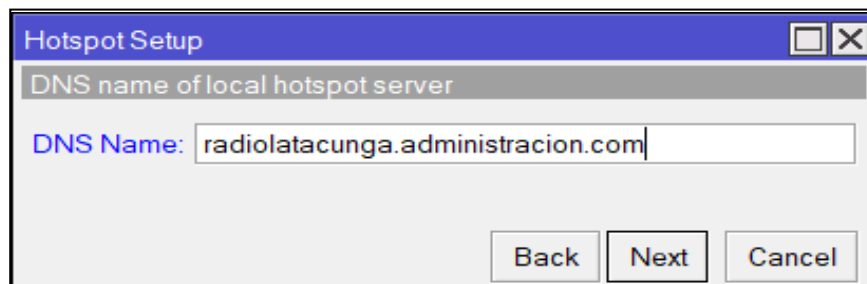 Hotspot Setup
DNS name of local hotspot server
DNS Name: radiolatacunga.administracion.com
Back Next Cancel